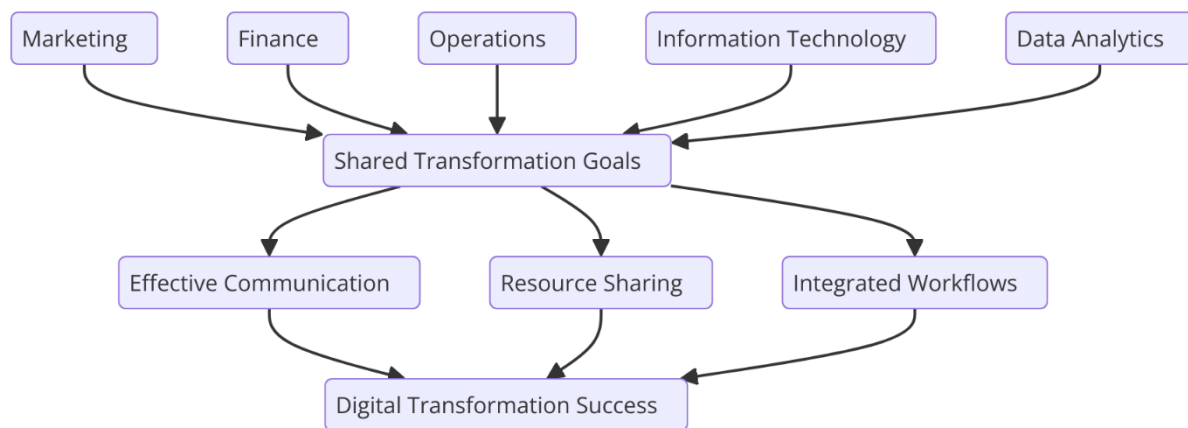 Marketing
Finance
Operations
Information Technology
Data Analytics
Shared Transformation Goals
Effective Communication
Resource Sharing
Integrated Workflows
Digital Transformation Success